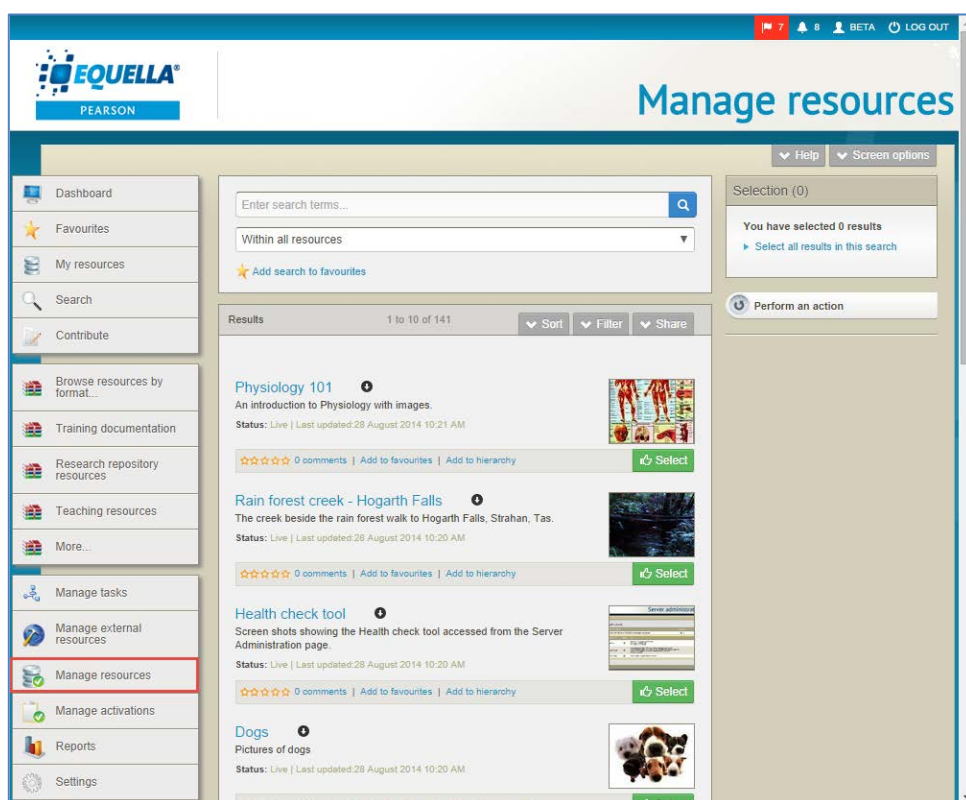 7 8 BETA LOG OUT
EQUELLA®
PEARSON
Manage resources
Help Screen options
Dashboard
Favourites
My resources
Search
Contribute
Browse resources by
format...
Training documentation
Research repository
resources
Teaching resources
More...
Manage tasks
Manage external
resources
Manage resources
Manage activations
Reports
Settings
Enter search terms...
Within all resources
Add search to favourites
Results 1 to 10 of 141 Sort Filter Share
Physiology 101
An introduction to Physiology with images.
Status: Live | Last updated:28 August 2014 10:21 AM
0 comments | Add to favourites | Add to hierarchy Select
Rain forest creek - Hogarth Falls
The creek beside the rain forest walk to Hogarth Falls, Strahan, Tas.
Status: Live | Last updated:28 August 2014 10:20 AM
0 comments | Add to favourites | Add to hierarchy Select
Health check tool
Screen shots showing the Health check tool accessed from the Server
Administration page.
Status: Live | Last updated:28 August 2014 10:20 AM
Server administrat
0 comments | Add to favourites | Add to hierarchy Select
Dogs
Pictures of dogs
Status: Live | Last updated:28 August 2014 10:20 AM
Selection (0)
You have selected 0 results
Select all results in this search
Perform an action